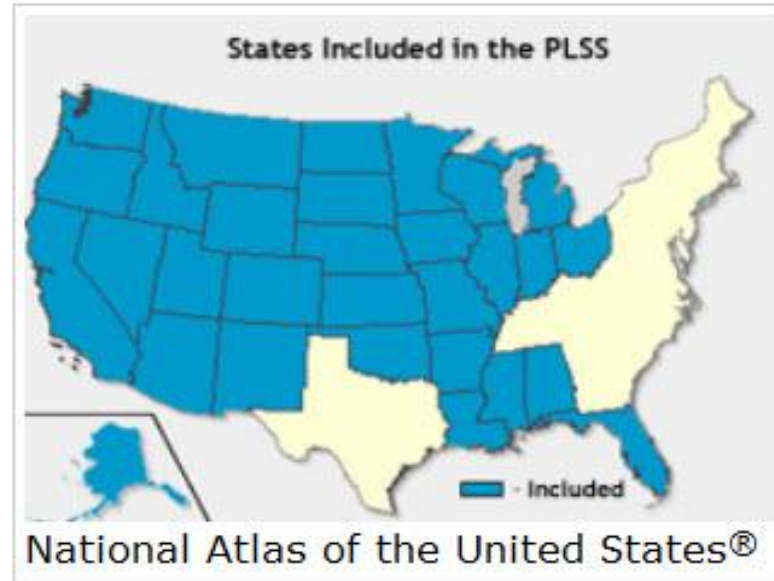 States Included in the PLSS
- Included
National Atlas of the United States®